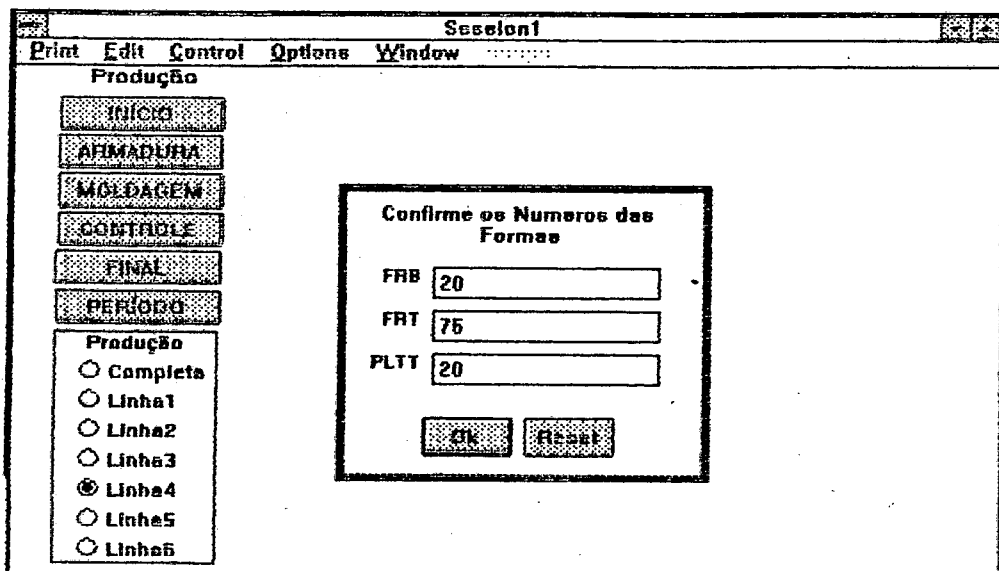 Session1
Print Edit Control Options Window
Produção
INÍCIO
ARMADURA
MOLDAGEM
CONTROLE
FINAL
PERÍODO
Produção
Completa
Linha1
Linha2
Linha3
Linha4
Linha5
Linha6
Confirme os Numeros das
Formas
FRB 20
FRT 75
PLTT 20
Ok Reset